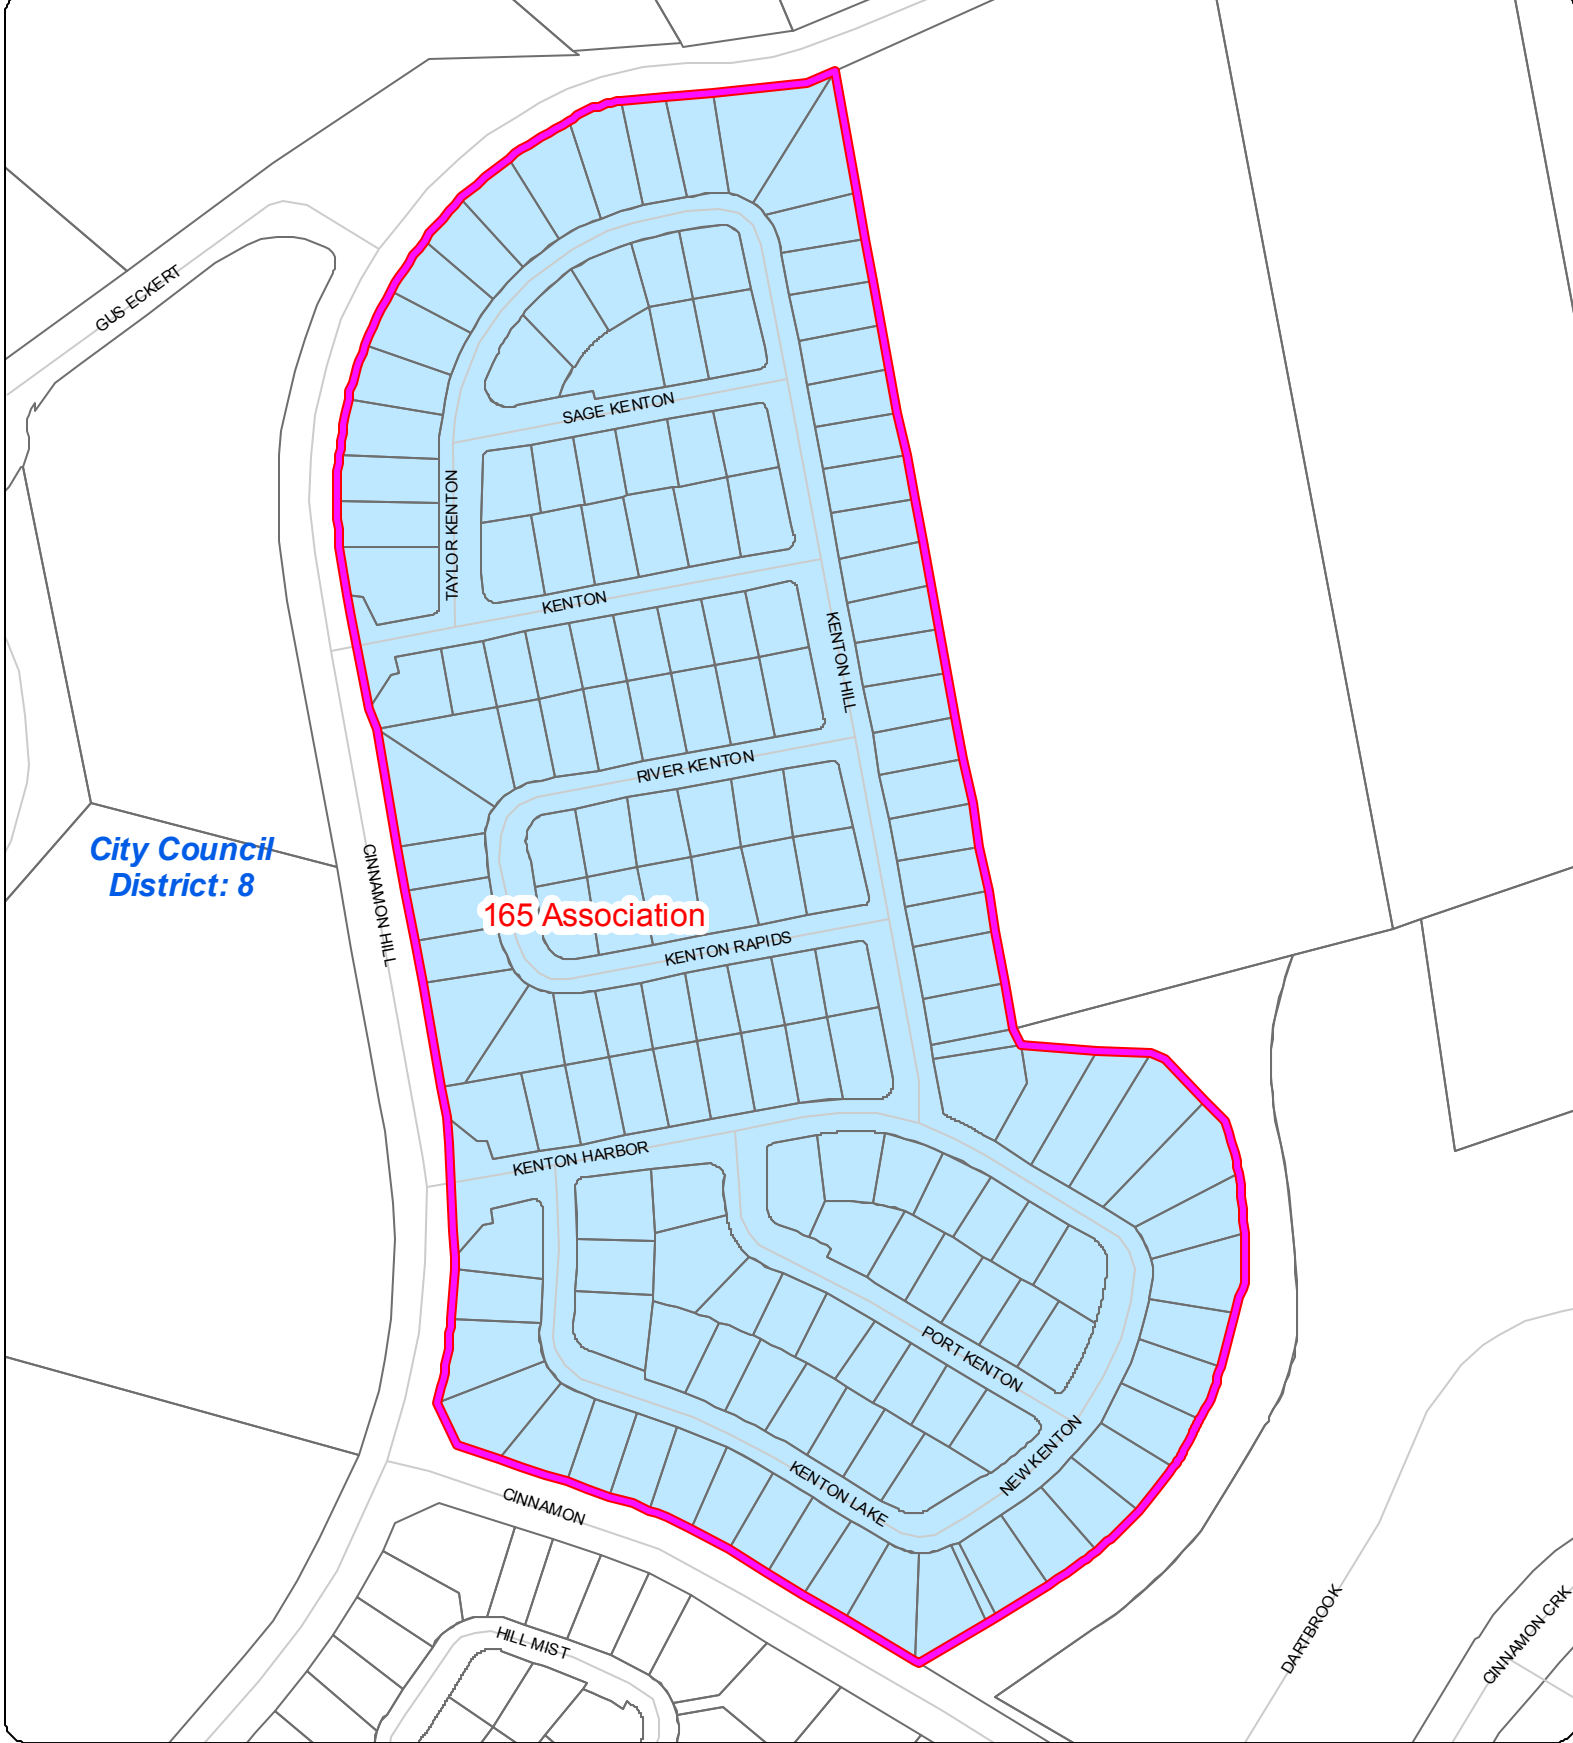 GUS ECKERT
SAGE KENTON
TAYLOR KENTON
KENTON
KENTON HILL
RIVER KENTON
City Council
District: 8
CINNAMON HILL
165 Association
KENTON RAPIDS
KENTON HARBOR
PORT KENTON
NEW KENTON
KENTON LAKE
CINNAMON
HILL MIST
DARTBROOK
CINNAMON CRK